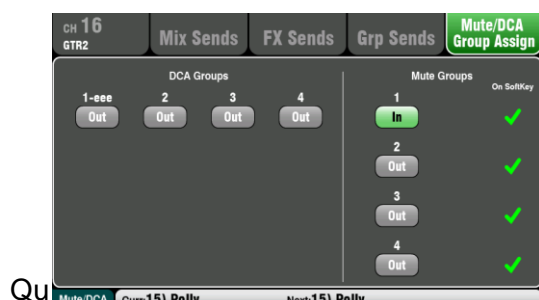 CH 16
GTR2
Mix Sends
FX Sends
Grp Sends
Mute/DCA
Group Assign
DCA Groups
Mute Groups
On SoftKey
1-eee 2 3 4
Out Out Out Out
1
In
2
Out
3
Out
4
Out
Qu
Mute/DCA Curr:15) Polly Next:15) Polly